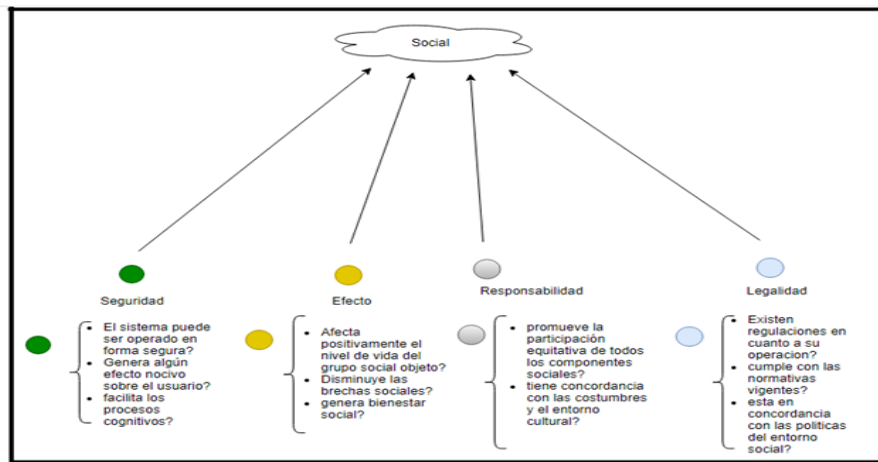 Social
Seguridad
• El sistema puede
ser operado en
forma segura?
• Genera algún
efecto nocivo
sobre el usuario?
• facilita los
procesos
cognitivos?
Efecto
• Afecta
positivamente el
nivel de vida del
grupo social objeto?
• Disminuye las
brechas sociales?
• genera bienestar
social?
Responsabilidad
• promueve la
participación
equitativa de todos
los componentes
sociales?
• tiene concordancia
con las costumbres
y el entorno
cultural?
Legalidad
• Existen
regulaciones en
cuanto a su
operacion?
• cumple con las
normativas
vigentes?
• esta en
concordancia
con las politicas
del entorno
social?